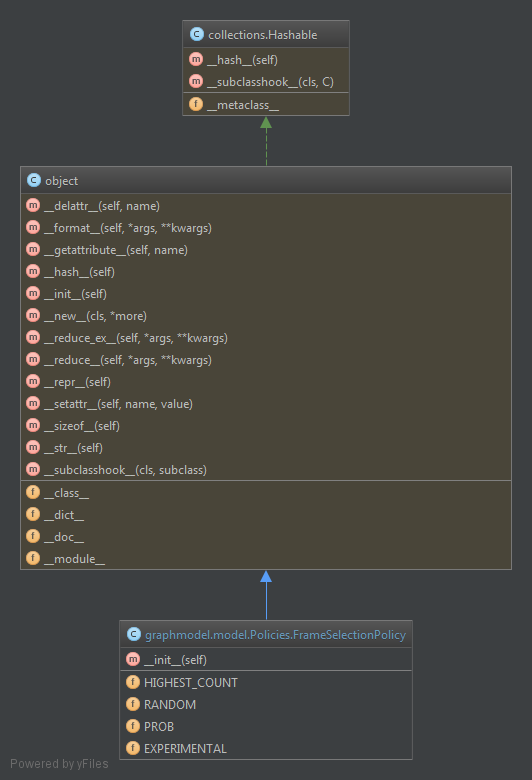 C collections.Hashable
m __hash__(self)
m __subclasshook__(cls, C)
f __metaclass__
C object
m __delattr__(self, name)
m __format__(self, *args, **kwargs)
m __getattribute__(self, name)
m __hash__(self)
m __init__(self)
m __new__(cls, *more)
m __reduce_ex__(self, *args, **kwargs)
m __reduce__(self, *args, **kwargs)
m __repr__(self)
m __setattr__(self, name, value)
m __sizeof__(self)
m __str__(self)
m __subclasshook__(cls, subclass)
f __class__
f __dict__
f __doc__
f __module__
C graphmodel.model.Policies.FrameSelectionPolicy
m __init__(self)
f HIGHEST_COUNT
f RANDOM
f PROB
f EXPERIMENTAL
Powered by yFiles